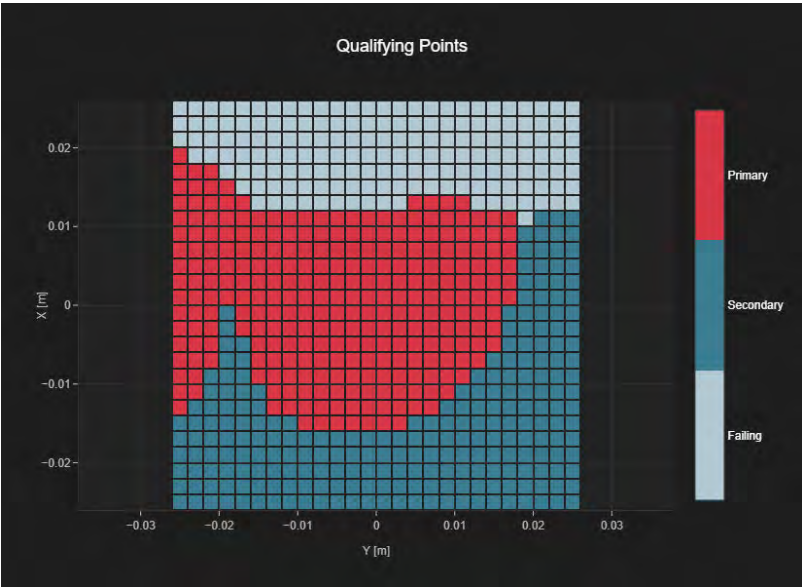 Qualifying Points
0.02
0.01
0
−0.01
−0.02
X [m]
−0.03
−0.02
−0.01
0
0.01
0.02
0.03
Y [m]
Primary
Secondary
Failing